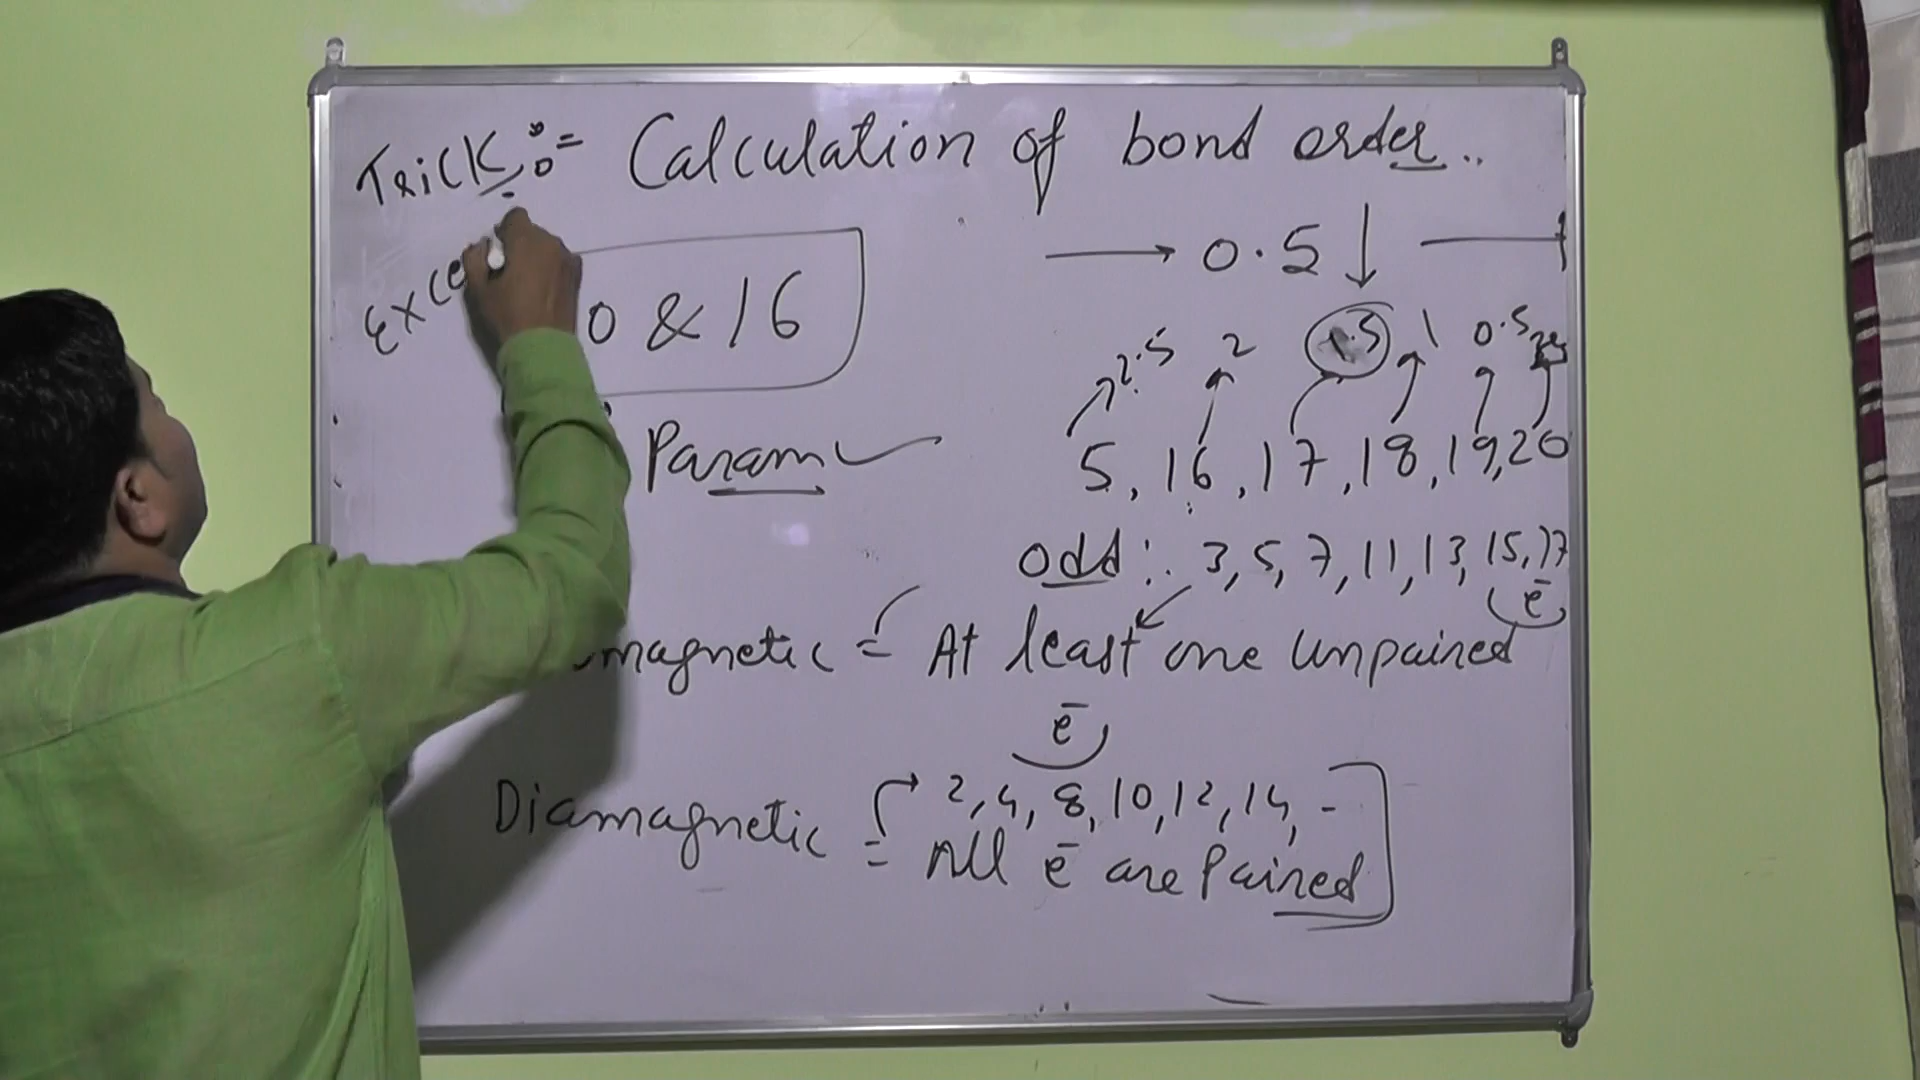 Trick:= Calculation of bond order..
→ 0.5 ↓
Exce
0 & 16
2.5 2 1.5 1 0.5
Param
5, 16, 17, 18, 19, 20
odd: 3, 5, 7, 11, 13, 15, 17
e̅
magnetic = At least one unpaired
e̅
2, 4, 8, 10, 12, 14, -
Diamagnetic = All e̅ are Paired